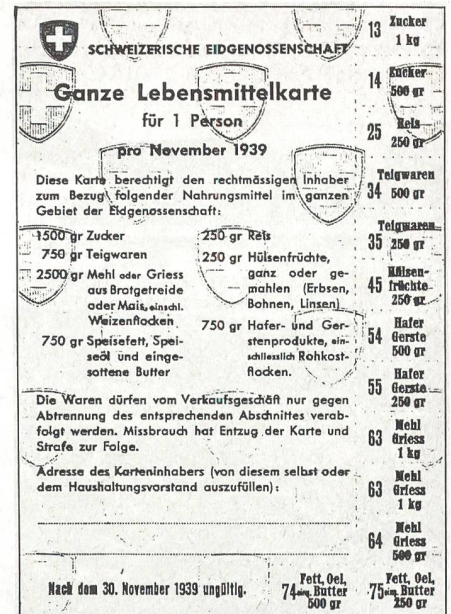 SCHWEIZERISCHE EIDGENOSSENSCHAFT
Ganze Lebensmittelkarte
für 1 Person
pro November 1939
Diese Karte berechtigt den rechtmässigen Inhaber
zum Bezug folgender Nahrungsmittel im ganzen
Gebiet der Eidgenossenschaft:
1500 gr Zucker
750 gr Teigwaren
2500 gr Mehl oder Griess
aus Brotgetreide
oder Mais, einschl.
Weizenflocken
750 gr Speisefett, Spei-
seöl und einge-
sottene Butter
250 gr Reis
250 gr Hülsenfrüchte,
ganz oder ge-
mahlen (Erbsen,
Bohnen, Linsen)
750 gr Hafer- und Ger-
stenprodukte, ein-
schliesslich Rohkost-
flocken.
Die Waren dürfen vom Verkaufsgeschäft nur gegen
Abtrennung des entsprechenden Abschnittes verab-
folgt werden. Missbrauch hat Entzug der Karte und
Strafe zur Folge.
Adresse des Karteninhabers (von diesem selbst oder
dem Haushaltungsvorstand auszufüllen):
Nach dem 30. November 1939 ungültig.
13 Zucker
1 kg
14 Zucker
500 gr
25 Reis
250 gr
Teigwaren
34 500 gr
Teigwaren
35 250 gr
Hülsen-
45 früchte
250 gr
Hafer
54 Gerste
500 gr
Hafer
55 Gerste
250 gr
Mehl
63 Griess
1 kg
Mehl
63 Griess
1 kg
Mehl
64 Griess
500 gr
Fett, Oel,
74 eing. Butter
500 gr
Fett, Oel,
75 eing. Butter
250 gr